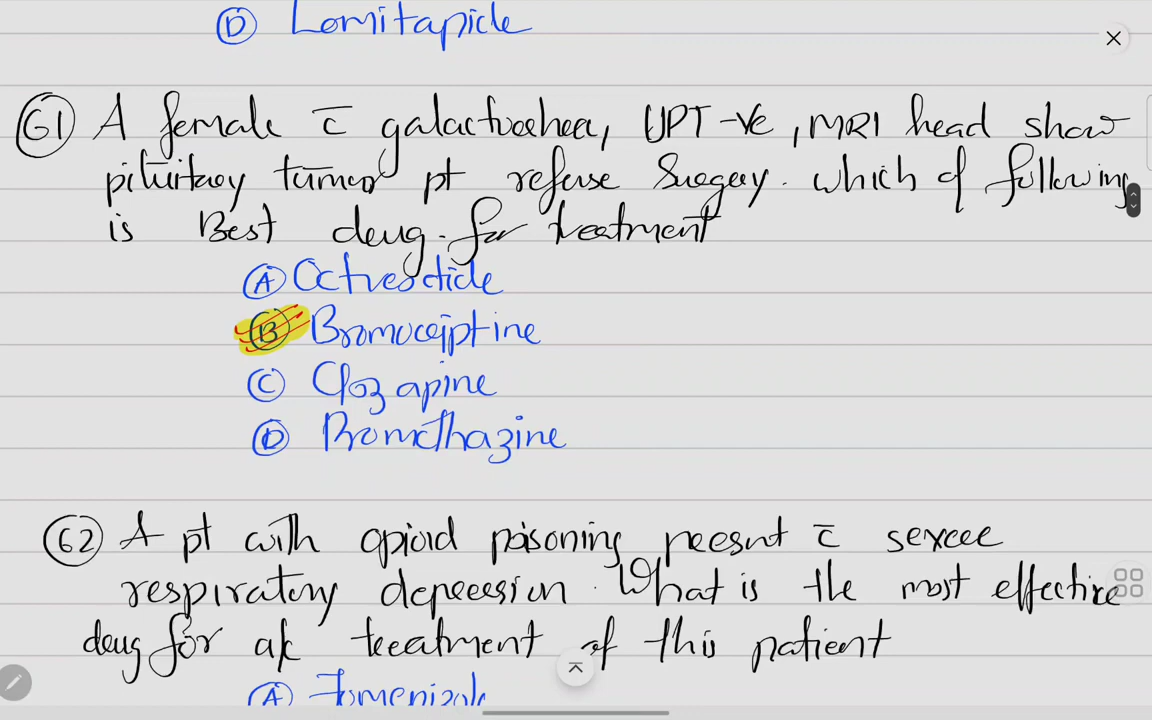 D Lomitapide
61 A female c̄ galactorrhea, UPT -ve, MRI head show
pituitary tumor pt refuse Surgery. which of following
is Best drug for treatment
A Octreotide
B Bromocriptine
C Clozapine
D Promethazine
62 A pt with opioid poisoning present c̄
respiratory depression. What is the most effective
drug for treatment of this patient
A Fomepizole